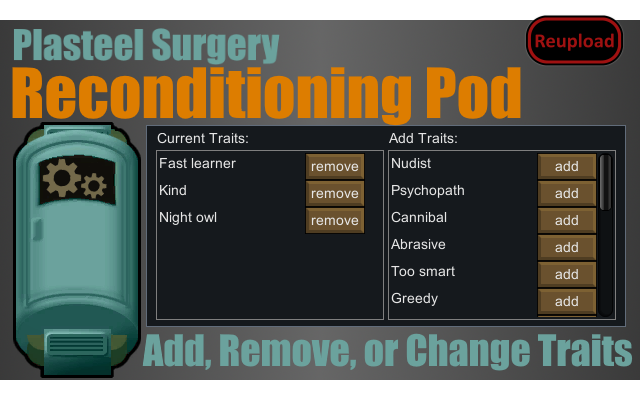 Plasteel Surgery
Reupload
Reconditioning Pod
Current Traits:
Add Traits:
Fast learner remove
Kind remove
Night owl remove
Nudist add
Psychopath add
Cannibal add
Abrasive add
Too smart add
Greedy add
Add, Remove, or Change Traits